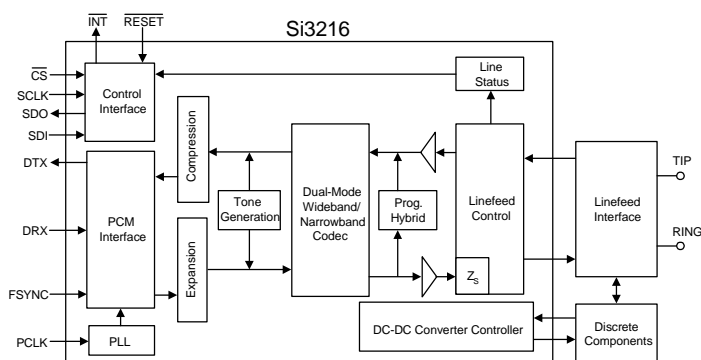 INT
RESET
Si3216
CS
SCLK
SDO
SDI
Control
Interface
Line
Status
DTX
DRX
FSYNC
PCLK
PCM
Interface
PLL
Compression
Expansion
Tone
Generation
Dual-Mode
Wideband/
Narrowband
Codec
Prog.
Hybrid
Linefeed
Control
ZS
Linefeed
Interface
TIP
RING
DC-DC Converter Controller
Discrete
Components